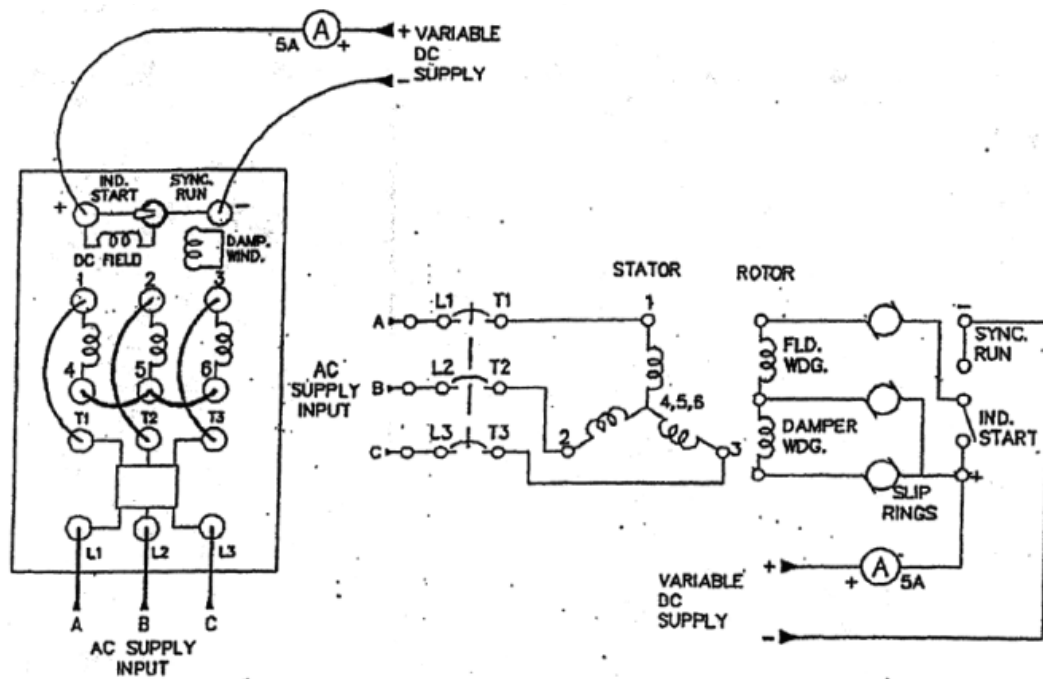 A
5A
+
+ VARIABLE
DC
- SUPPLY
IND.
START
SYNC.
RUN
+
-
DC FIELD
DAMP.
WIND.
1 2 3
4 5 6
T1 T2 T3
L1 L2 L3
A B C
AC SUPPLY
INPUT
STATOR
ROTOR
A L1 T1
B L2 T2
C L3 T3
AC
SUPPLY
INPUT
1
2
3
4,5,6
FLD.
WDG.
DAMPER
WDG.
SLIP
RINGS
-
SYNC.
RUN
IND.
START
+
VARIABLE
DC
SUPPLY
+
-
+ A -
5A